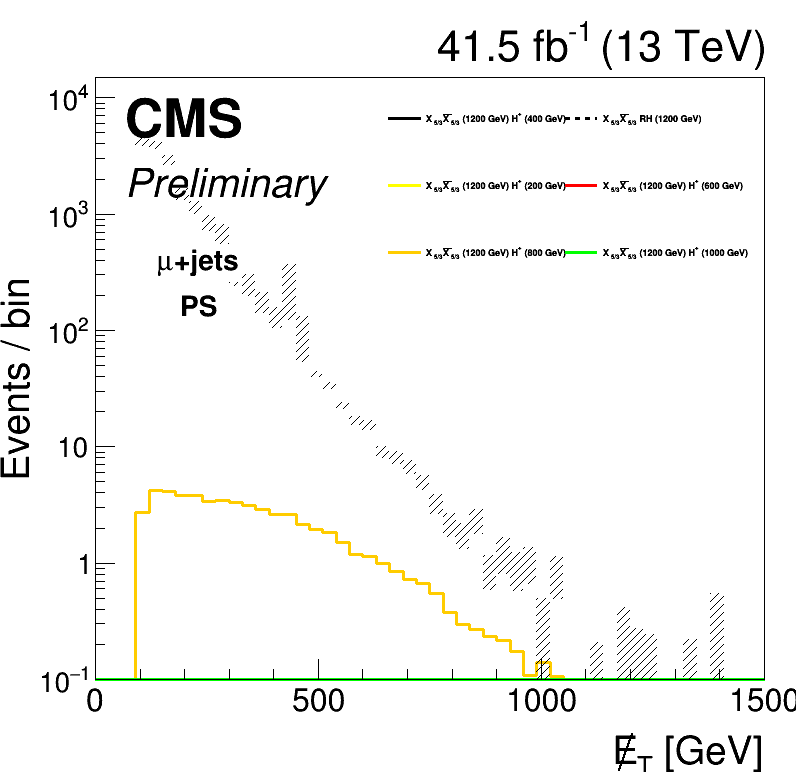 41.5 fb⁻¹ (13 TeV)
CMS
Preliminary
μ+jets
PS
X₅/₃X̅₅/₃ (1200 GeV) H⁺ (400 GeV)
X₅/₃X̅₅/₃ RH (1200 GeV)
X₅/₃X̅₅/₃ (1200 GeV) H⁺ (200 GeV)
X₅/₃X̅₅/₃ (1200 GeV) H⁺ (600 GeV)
X₅/₃X̅₅/₃ (1200 GeV) H⁺ (800 GeV)
X₅/₃X̅₅/₃ (1200 GeV) H⁺ (1000 GeV)
Events / bin
10⁴
10³
10²
10
1
10⁻¹
0 500 1000 1500
E̸_T [GeV]